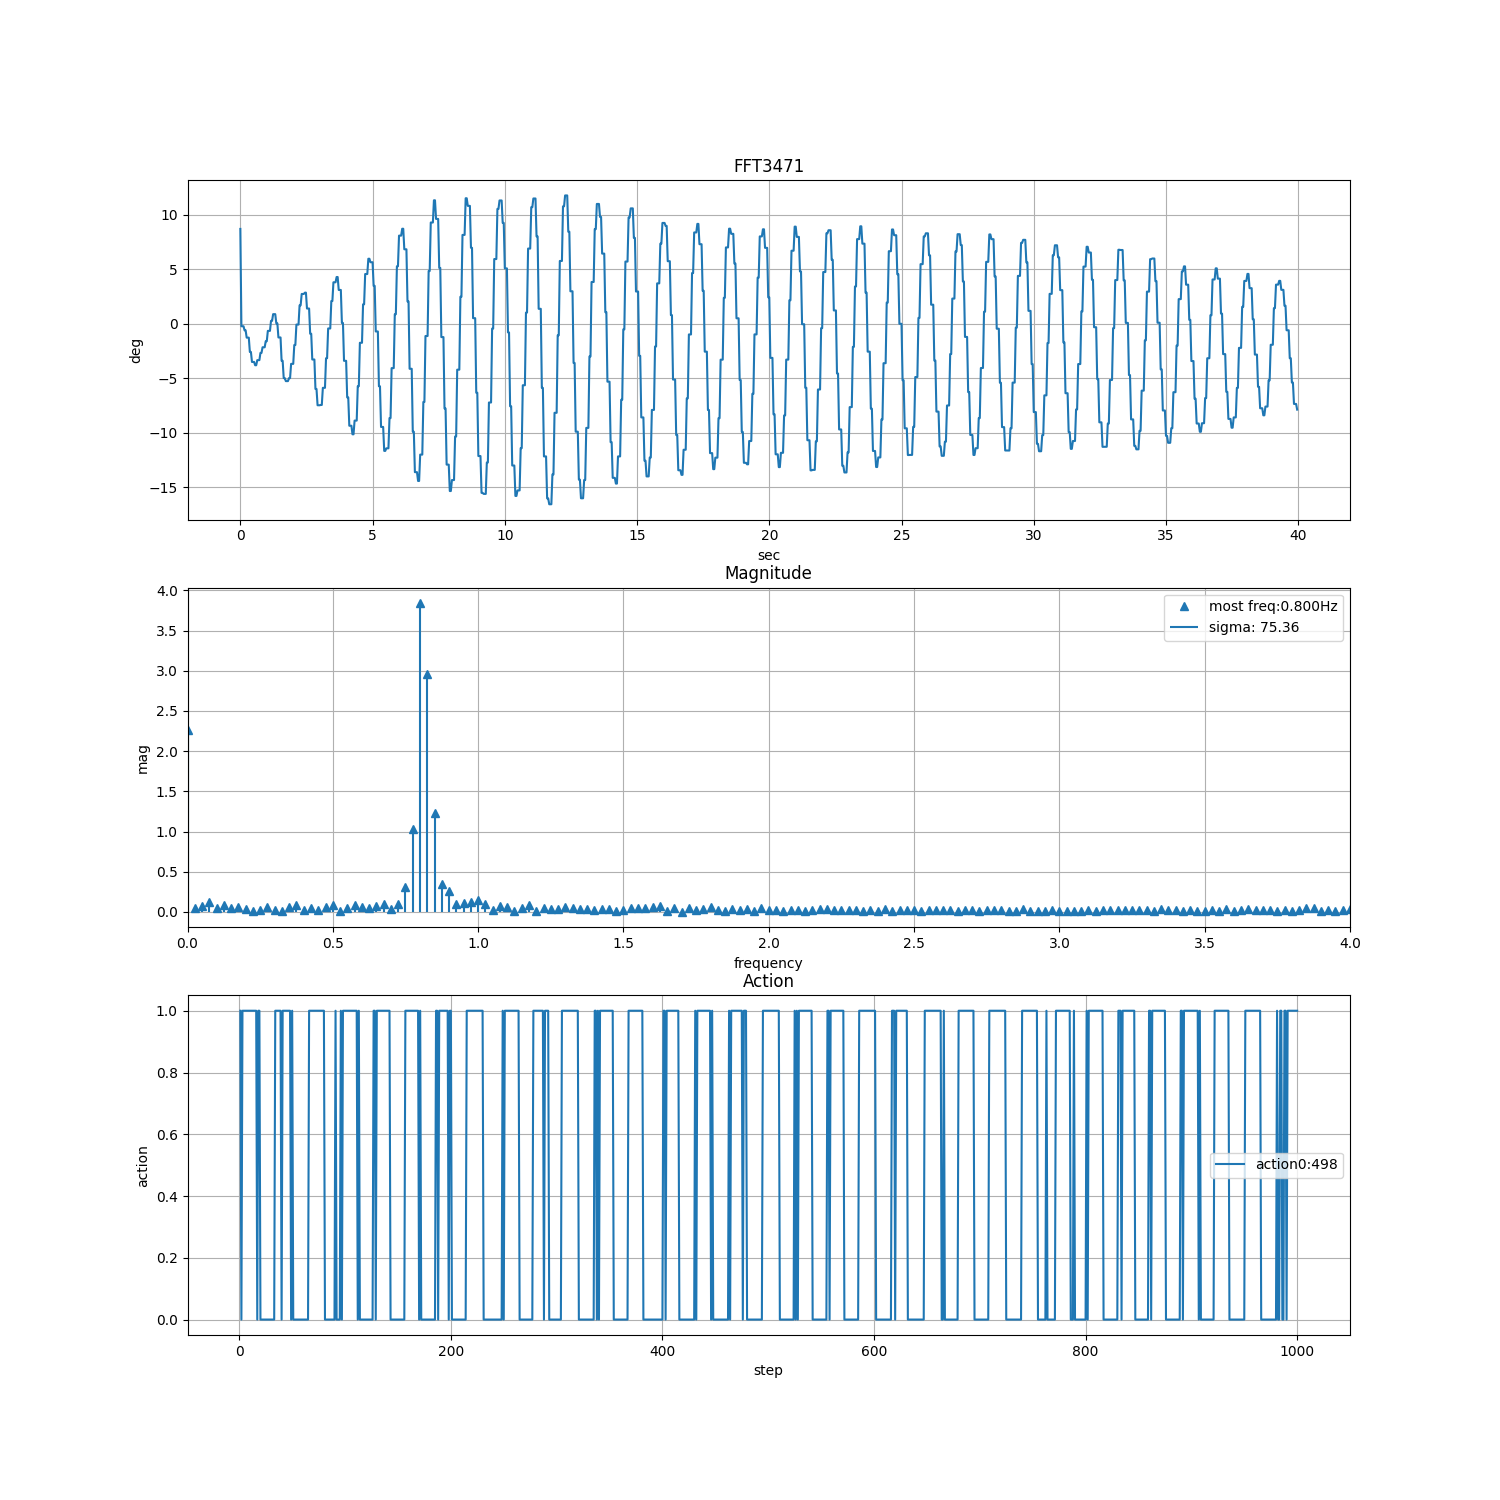 FFT3471
10
5
0
−5
−10
−15
deg
0 5 10 15 20 25 30 35 40
sec
Magnitude
4.0
3.5
3.0
2.5
2.0
1.5
1.0
0.5
0.0
mag
most freq:0.800Hz
sigma: 75.36
0.0 0.5 1.0 1.5 2.0 2.5 3.0 3.5 4.0
frequency
Action
1.0
0.8
0.6
0.4
0.2
0.0
action
action0:498
0 200 400 600 800 1000
step